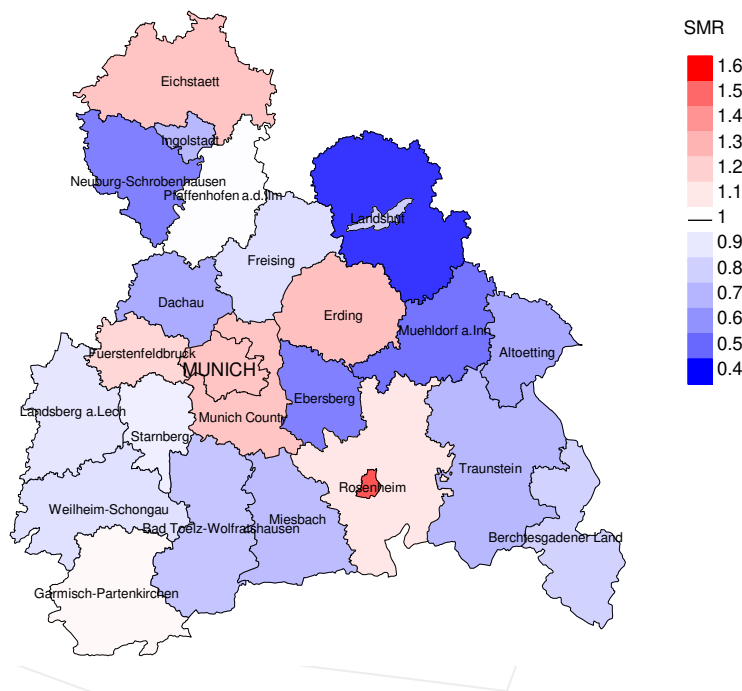 SMR
1.6
1.5
1.4
1.3
1.2
1.1
1
0.9
0.8
0.7
0.6
0.5
0.4
Eichstaett
Ingolstadt
Neuburg-Schrobenhausen
Pfaffenhofen a.d.Ilm
Landshut
Freising
Dachau
Erding
Muehldorf a.Inn
Altoetting
Fuerstenfeldbruck
MUNICH
Ebersberg
Landsberg a.Lech
Munich County
Starnberg
Traunstein
Rosenheim
Weilheim-Schongau
Miesbach
Bad Toelz-Wolfratshausen
Berchtesgadener Land
Garmisch-Partenkirchen